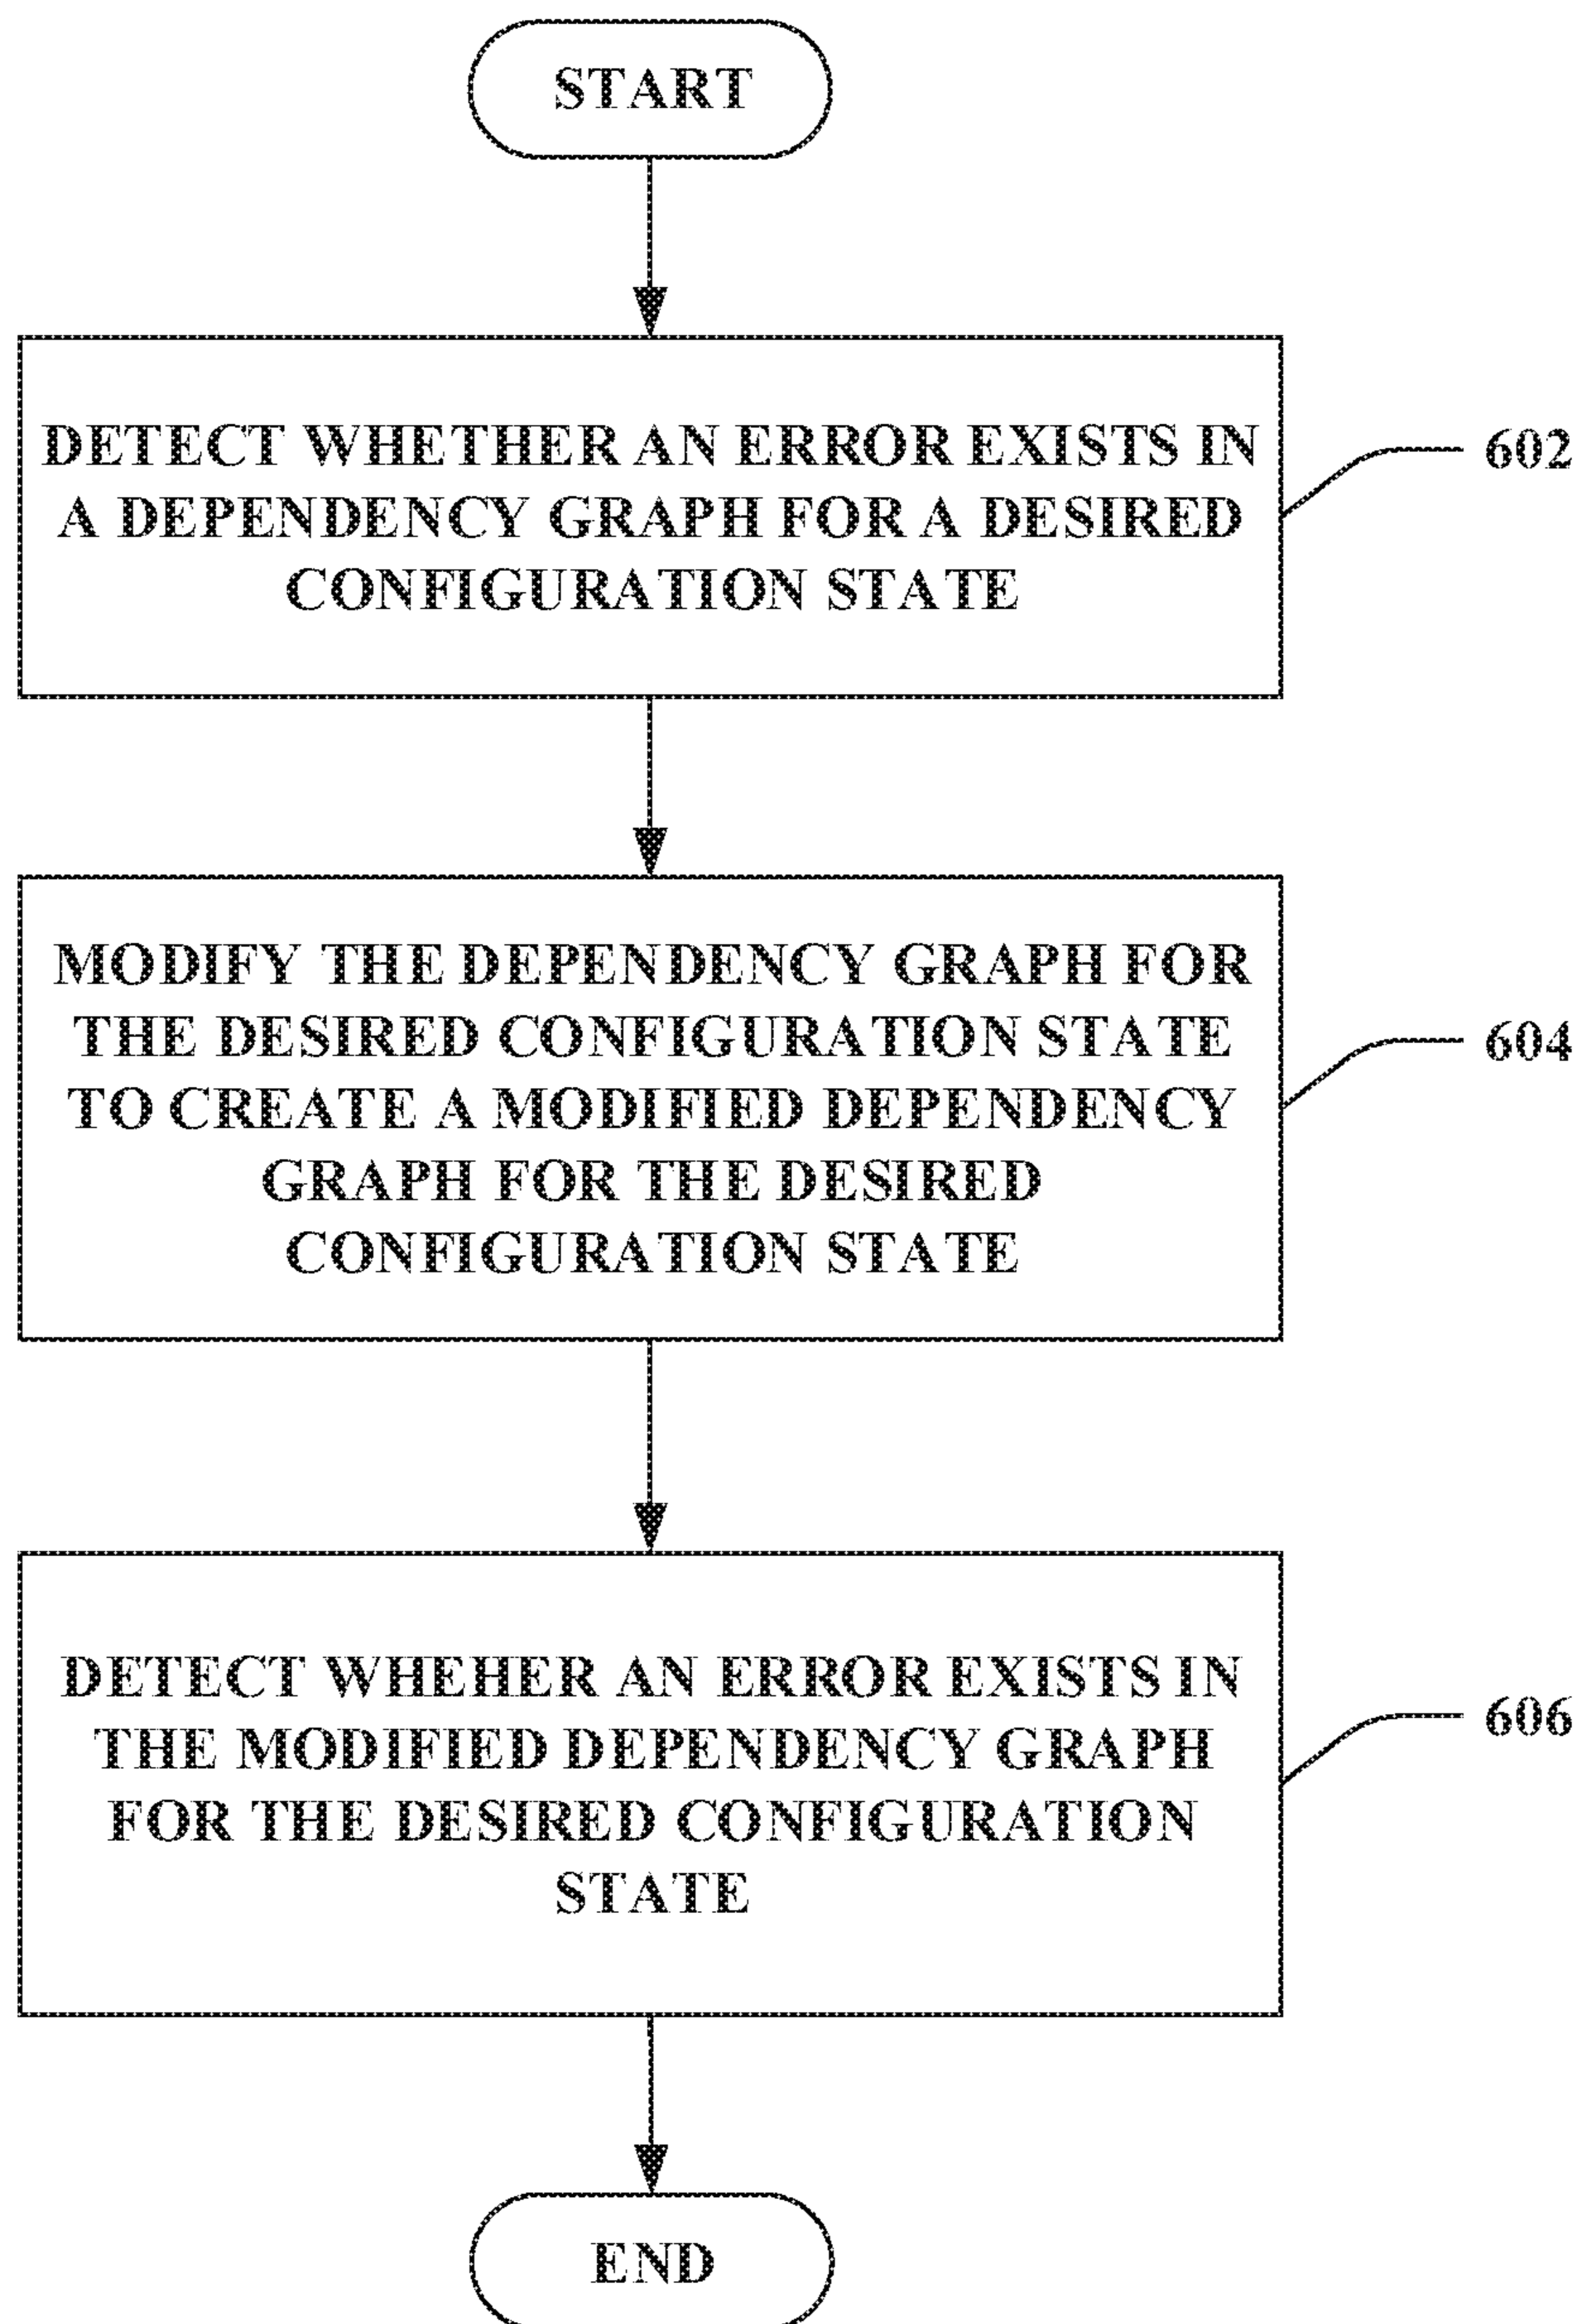 START
DETECT WHETHER AN ERROR EXISTS IN
A DEPENDENCY GRAPH FOR A DESIRED
CONFIGURATION STATE
602
MODIFY THE DEPENDENCY GRAPH FOR
THE DESIRED CONFIGURATION STATE
TO CREATE A MODIFIED DEPENDENCY
GRAPH FOR THE DESIRED
CONFIGURATION STATE
604
DETECT WHEHER AN ERROR EXISTS IN
THE MODIFIED DEPENDENCY GRAPH
FOR THE DESIRED CONFIGURATION
STATE
606
END